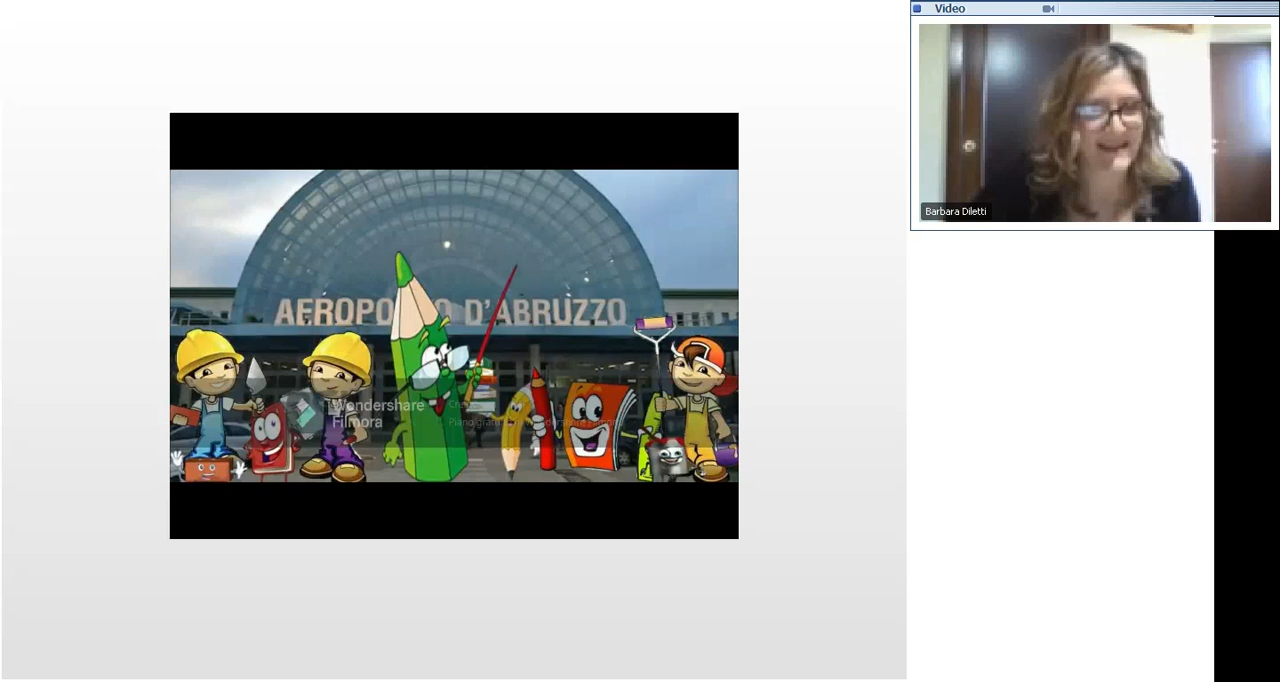 Video
Barbara Diletti
AEROPO O D'ABRUZZO
Wondershare
Filmora